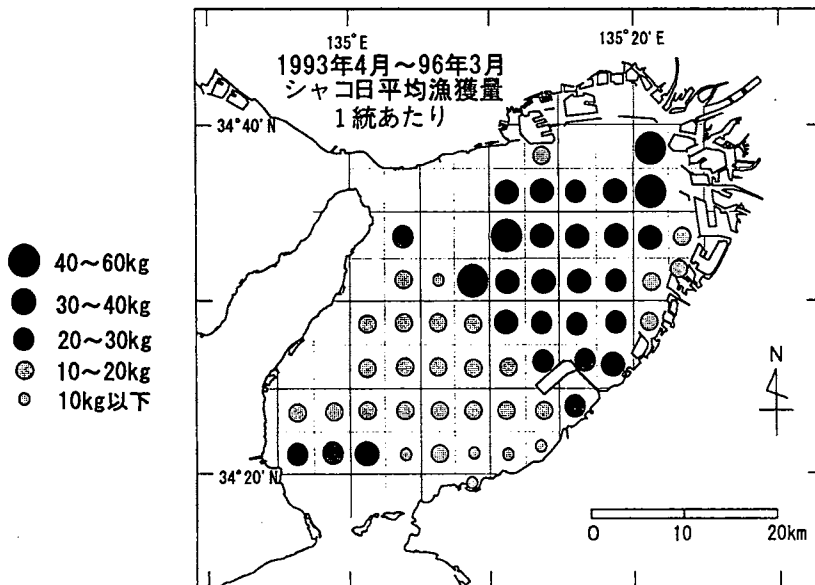 135°E
135°20' E
1993年4月～96年3月
シャコ日平均漁獲量
1統あたり
34°40' N
40～60kg
30～40kg
20～30kg
10～20kg
10kg以下
N
34°20' N
0 10 20km